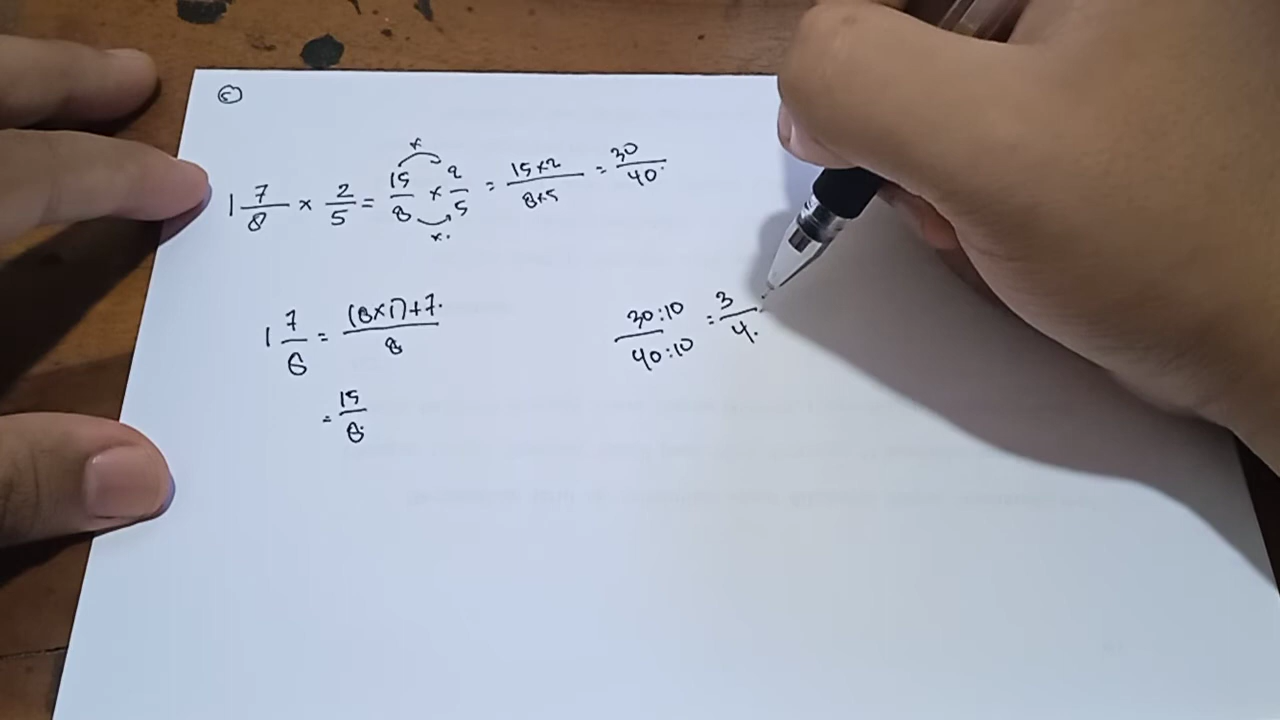 5
1 7/8 × 2/5 = 15/8 × 2/5 = 15×2/8×5 = 30/40.
×
×.
1 7/8 = (8×1)+7./8
= 15/8.
30:10/40:10 = 3/4.